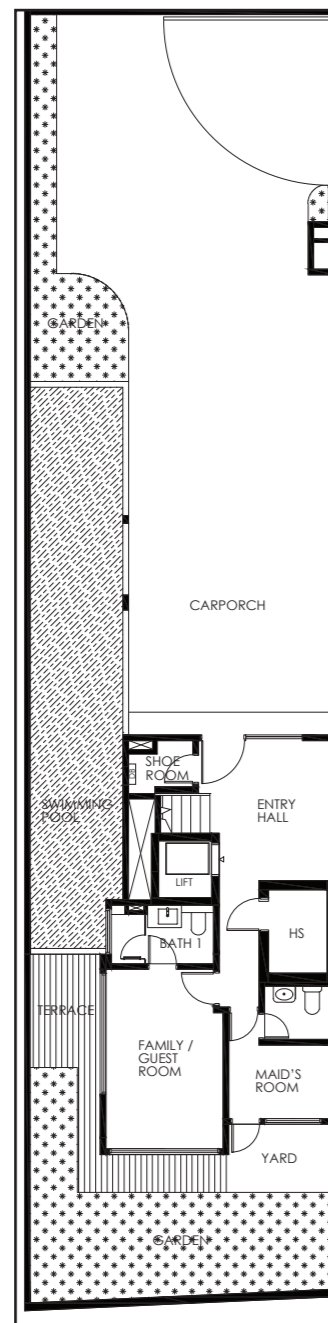 GARDEN
CARPORCH
SHOE
ROOM
DB
SWIMMING
POOL
ENTRY
HALL
LIFT
HS
BATH 1
TERRACE
FAMILY /
GUEST
ROOM
MAID'S
ROOM
YARD
GARDEN